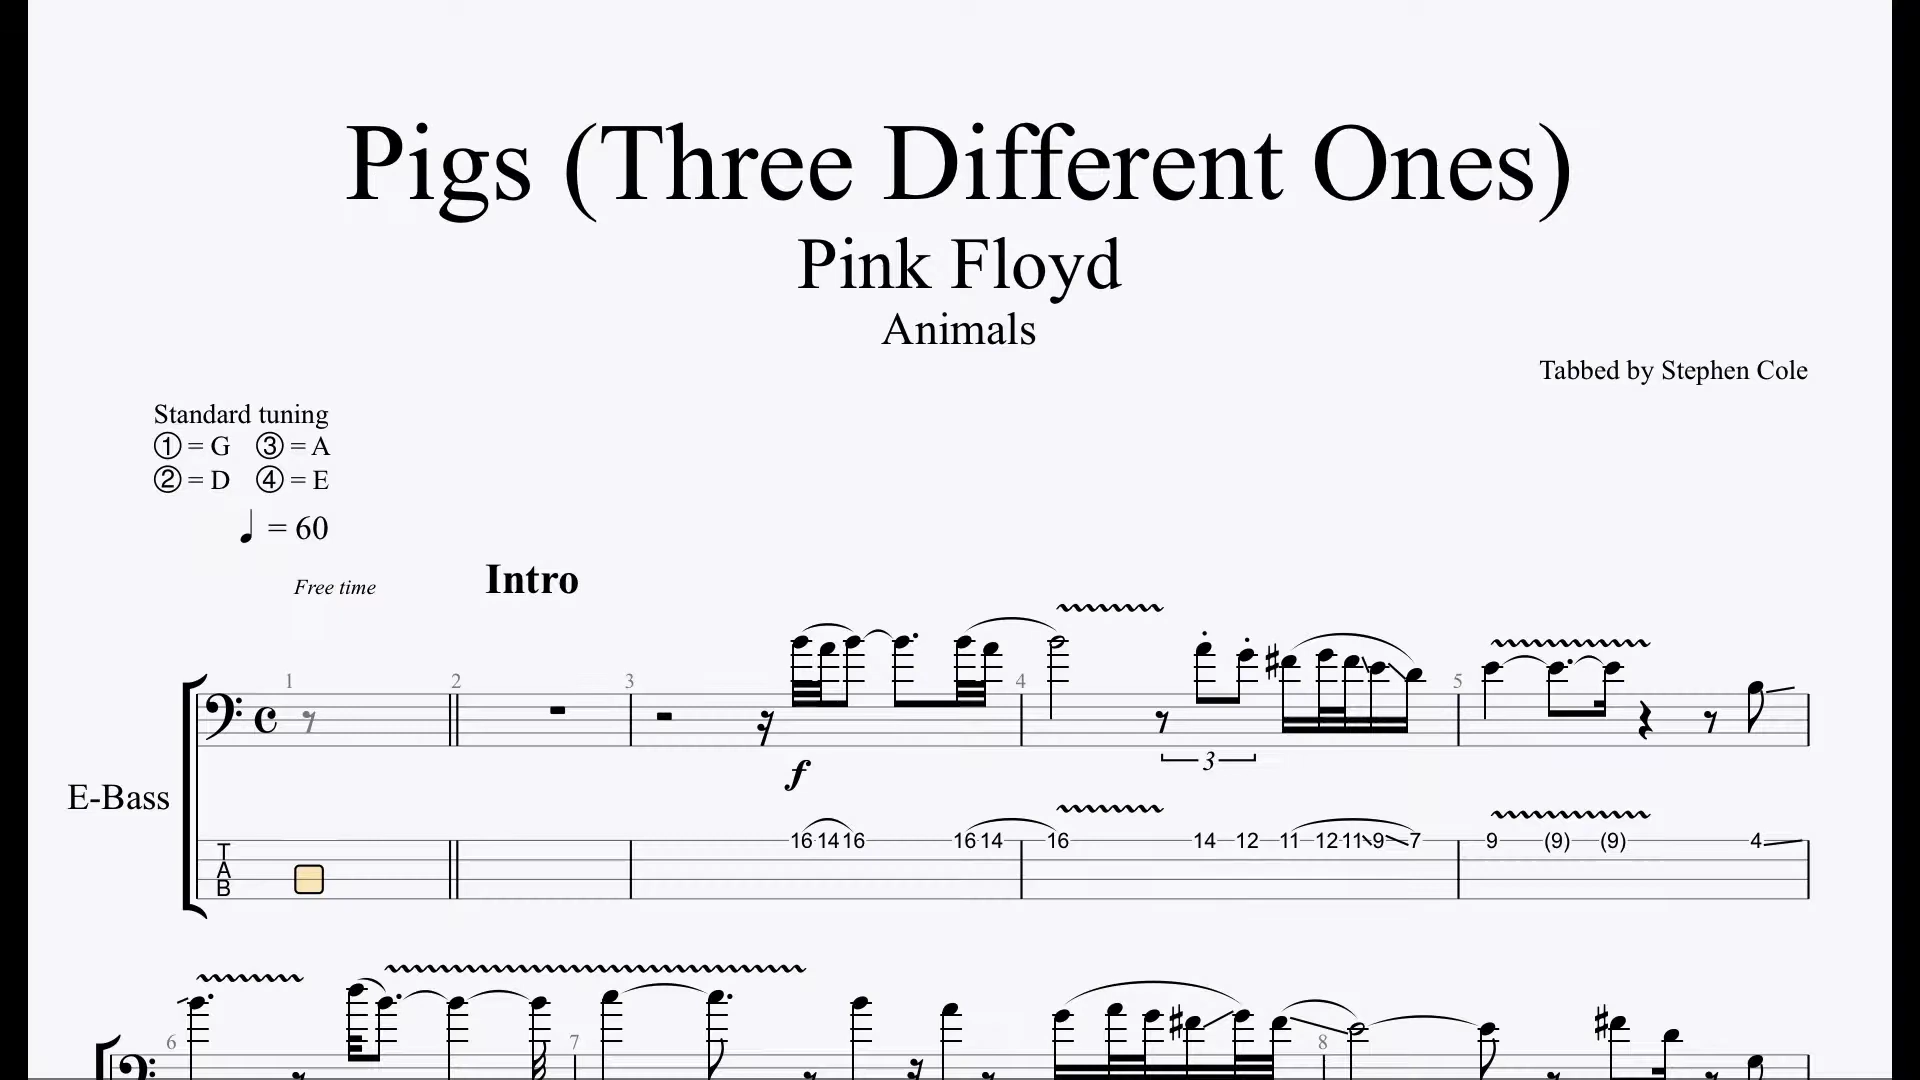 Pigs (Three Different Ones)
Pink Floyd
Animals
Tabbed by Stephen Cole
Standard tuning
① = G ③ = A
② = D ④ = E
♩ = 60
Free time
Intro
1 2 3 4 5
3
f
E-Bass
T
A
B
16 14 16 16 14 16 14 12 11 12 11 9 7 9 (9) (9) 4
6 7 8